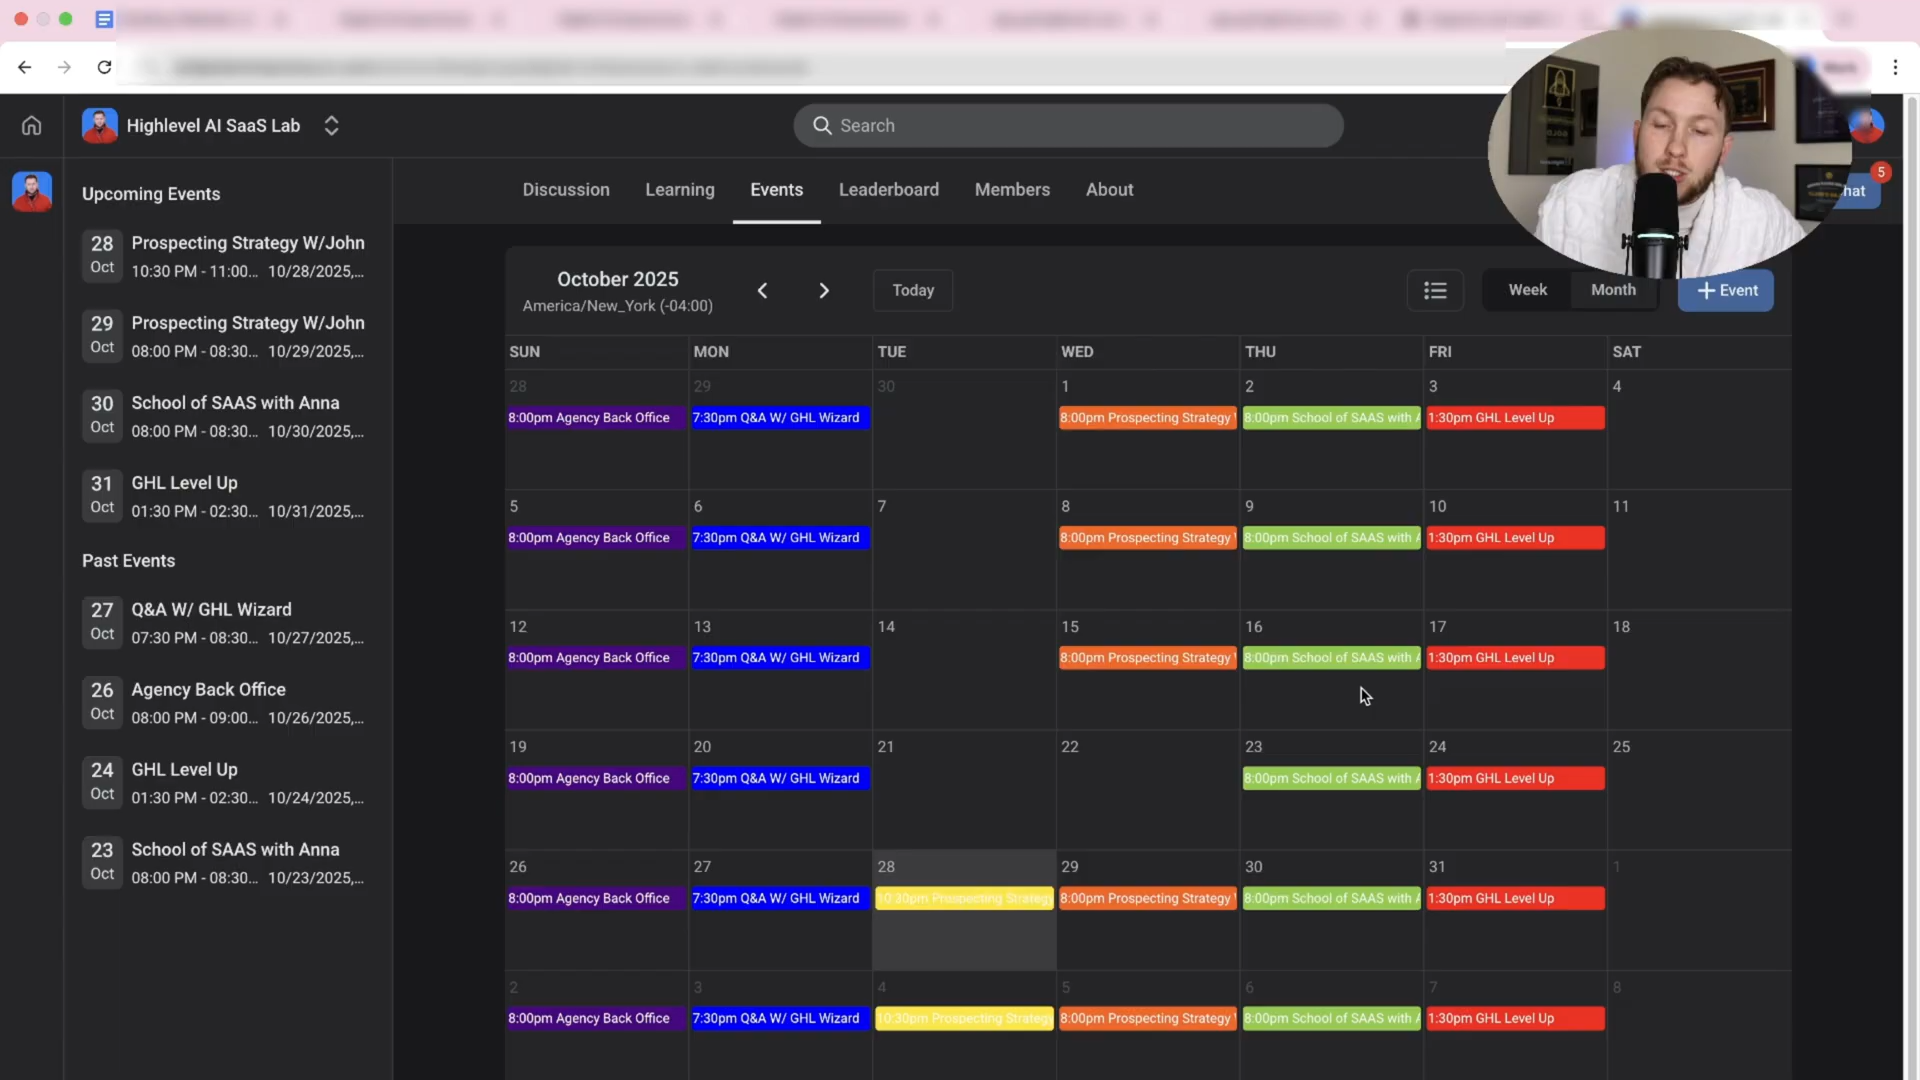 Highlevel AI SaaS Lab
Search
5
hat
Discussion
Learning
Events
Leaderboard
Members
About
Upcoming Events
28
Oct
Prospecting Strategy W/John
10:30 PM - 11:00... 10/28/2025,...
29
Oct
Prospecting Strategy W/John
08:00 PM - 08:30... 10/29/2025,...
30
Oct
School of SAAS with Anna
08:00 PM - 08:30... 10/30/2025,...
31
Oct
GHL Level Up
01:30 PM - 02:30... 10/31/2025,...
Past Events
27
Oct
Q&A W/ GHL Wizard
07:30 PM - 08:30... 10/27/2025,...
26
Oct
Agency Back Office
08:00 PM - 09:00... 10/26/2025,...
24
Oct
GHL Level Up
01:30 PM - 02:30... 10/24/2025,...
23
Oct
School of SAAS with Anna
08:00 PM - 08:30... 10/23/2025,...
October 2025
America/New_York (-04:00)
Today
Week
Month
+ Event
SUN MON TUE WED THU FRI SAT
28 29 30 1 2 3 4
8:00pm Agency Back Office 7:30pm Q&A W/ GHL Wizard 8:00pm Prospecting Strategy 8:00pm School of SAAS with 1:30pm GHL Level Up
5 6 7 8 9 10 11
8:00pm Agency Back Office 7:30pm Q&A W/ GHL Wizard 8:00pm Prospecting Strategy 8:00pm School of SAAS with 1:30pm GHL Level Up
12 13 14 15 16 17 18
8:00pm Agency Back Office 7:30pm Q&A W/ GHL Wizard 8:00pm Prospecting Strategy 8:00pm School of SAAS with 1:30pm GHL Level Up
19 20 21 22 23 24 25
8:00pm Agency Back Office 7:30pm Q&A W/ GHL Wizard 8:00pm School of SAAS with 1:30pm GHL Level Up
26 27 28 29 30 31 1
8:00pm Agency Back Office 7:30pm Q&A W/ GHL Wizard 10:30pm Prospecting Strategy 8:00pm Prospecting Strategy 8:00pm School of SAAS with 1:30pm GHL Level Up
2 3 4 5 6 7 8
8:00pm Agency Back Office 7:30pm Q&A W/ GHL Wizard 10:30pm Prospecting Strategy 8:00pm Prospecting Strategy 8:00pm School of SAAS with 1:30pm GHL Level Up